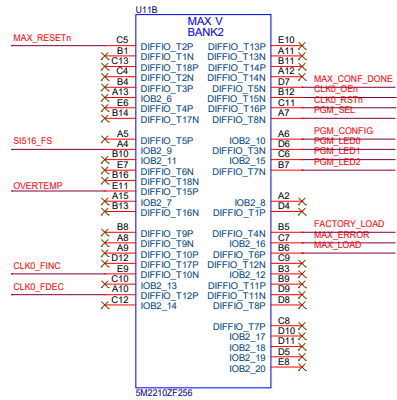 U11B
MAX V
BANK2
MAX_RESETn C5 DIFFIO_T2P DIFFIO_T13P E10
B1 DIFFIO_T1N DIFFIO_T13N A11
C13 DIFFIO_T18P DIFFIO_T14P B11
C4 DIFFIO_T2N DIFFIO_T14N A12
B4 DIFFIO_T3P DIFFIO_T5N D7 MAX_CONF_DONE
A13 IOB2_6 DIFFIO_T15N B12 CLK0_OEn
E6 DIFFIO_T4P DIFFIO_T16P C11 CLK0_RSTn
B14 DIFFIO_T17N DIFFIO_T8N A7 PGM_SEL
A5 DIFFIO_T5P IOB2_10 A6 PGM_CONFIG
SI516_FS A4 IOB2_9 DIFFIO_T3N D6 PGM_LED0
B10 IOB2_11 IOB2_15 C6 PGM_LED1
E7 DIFFIO_T6N DIFFIO_T7N B7 PGM_LED2
B16 DIFFIO_T18N
OVERTEMP E11 DIFFIO_T15P
A15 IOB2_7 IOB2_8 A2
B13 DIFFIO_T16N DIFFIO_T1P D4
B8 DIFFIO_T9P DIFFIO_T4N B5 FACTORY_LOAD
A8 DIFFIO_T9N IOB2_16 C7 MAX_ERROR
A9 DIFFIO_T10P DIFFIO_T6P B6 MAX_LOAD
D12 DIFFIO_T17P DIFFIO_T12N C9
CLK0_FINC E9 DIFFIO_T10N IOB2_12 B3
C10 IOB2_13 DIFFIO_T11P B9
CLK0_FDEC A10 DIFFIO_T12P DIFFIO_T11N D9
C12 IOB2_14 DIFFIO_T8P D8
DIFFIO_T7P C8
IOB2_17 D10
IOB2_18 D11
IOB2_19 D5
IOB2_20 E8
5M2210ZF256